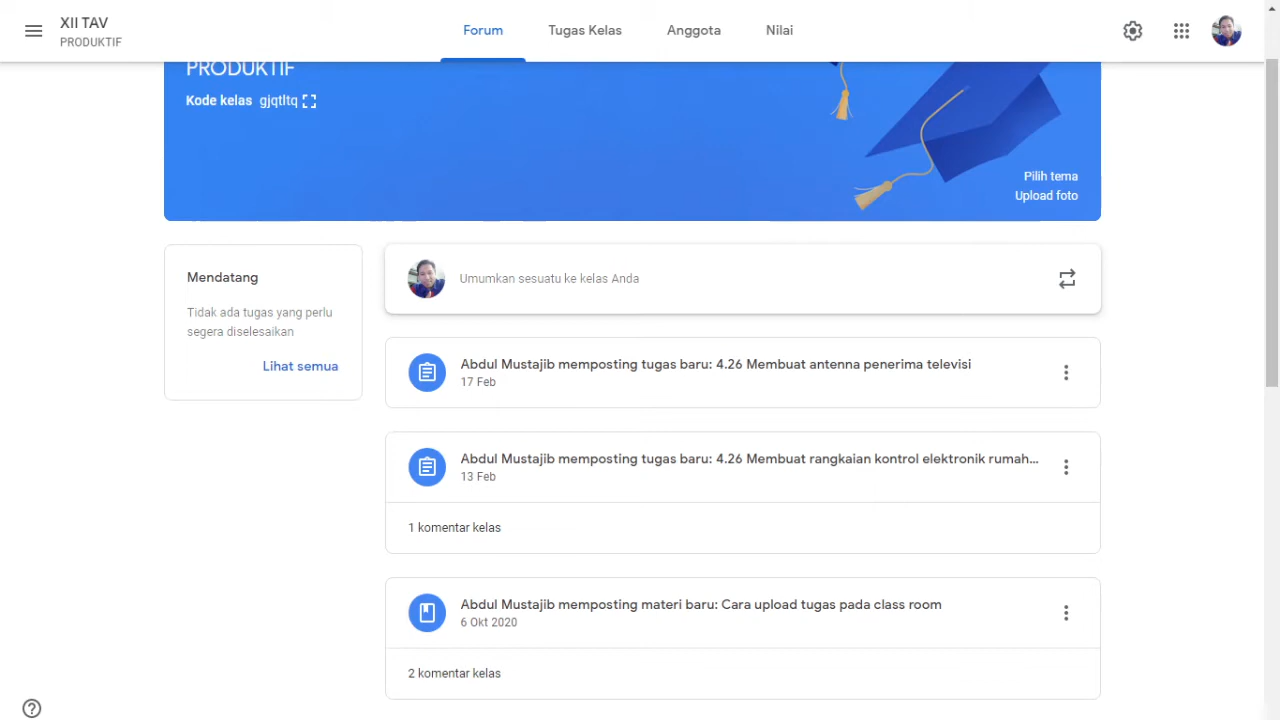 XII TAV
PRODUKTIF
Forum
Tugas Kelas
Anggota
Nilai
PRODUKTIF
Kode kelas gjqtltq
Pilih tema
Upload foto
Mendatang
Tidak ada tugas yang perlu
segera diselesaikan
Lihat semua
Umumkan sesuatu ke kelas Anda
Abdul Mustajib memposting tugas baru: 4.26 Membuat antenna penerima televisi
17 Feb
Abdul Mustajib memposting tugas baru: 4.26 Membuat rangkaian kontrol elektronik rumah...
13 Feb
1 komentar kelas
Abdul Mustajib memposting materi baru: Cara upload tugas pada class room
6 Okt 2020
2 komentar kelas